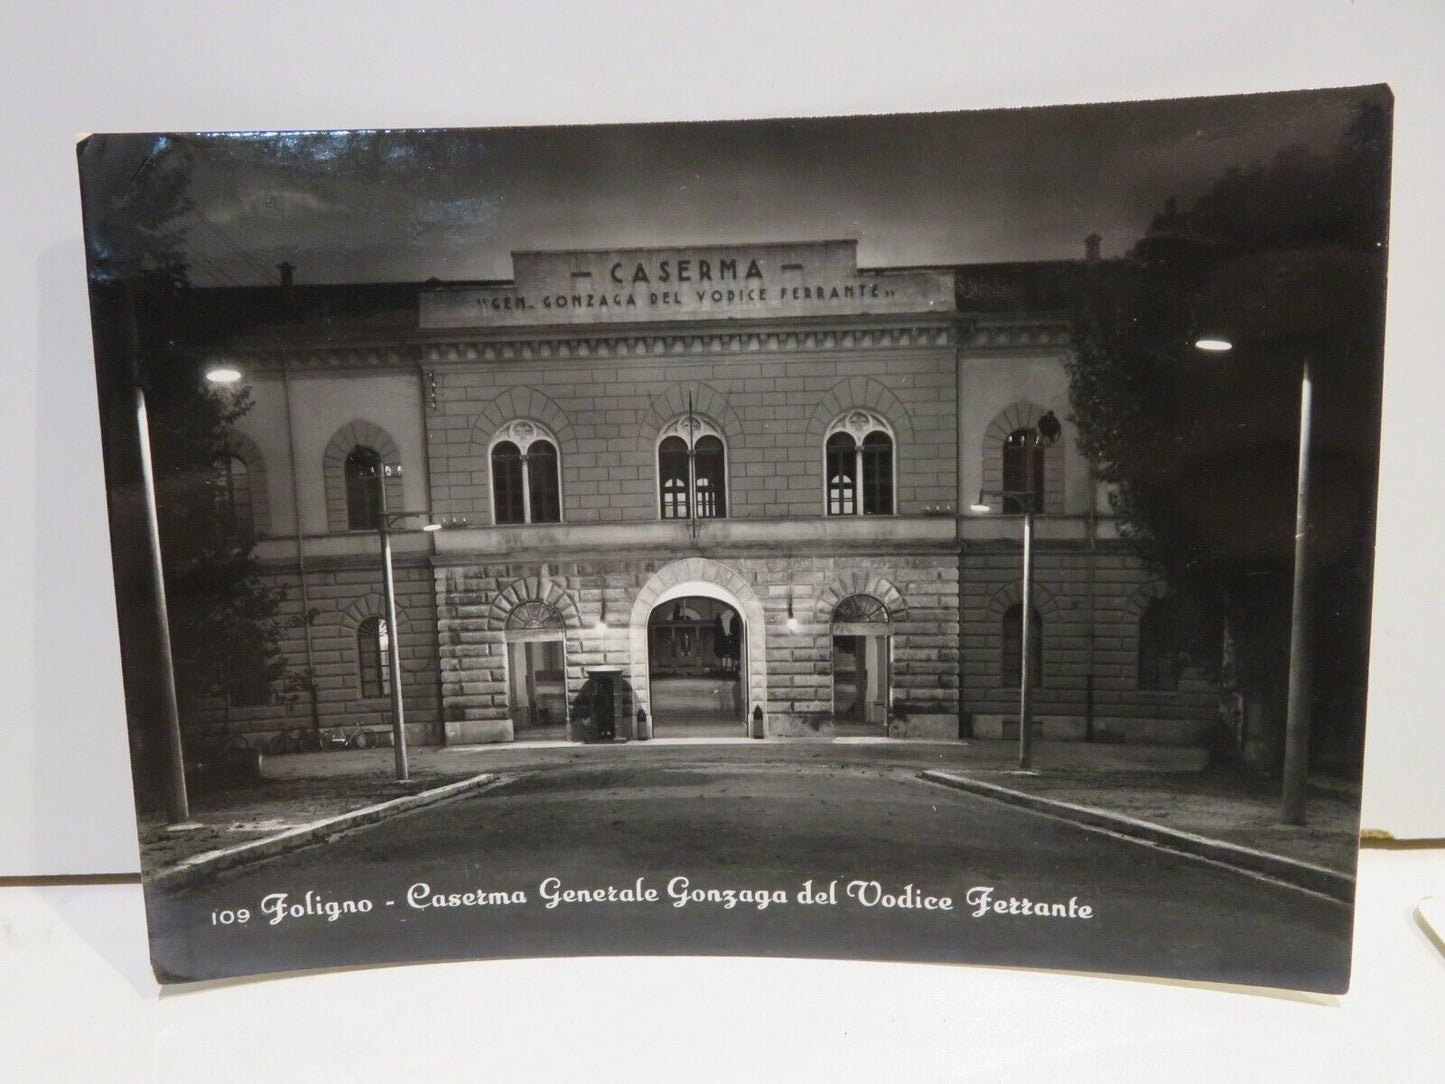 — CASERMA —
"GEN. GONZAGA DEL VODICE FERRANTE"
109 Foligno - Caserma Generale Gonzaga del Vodice Ferrante